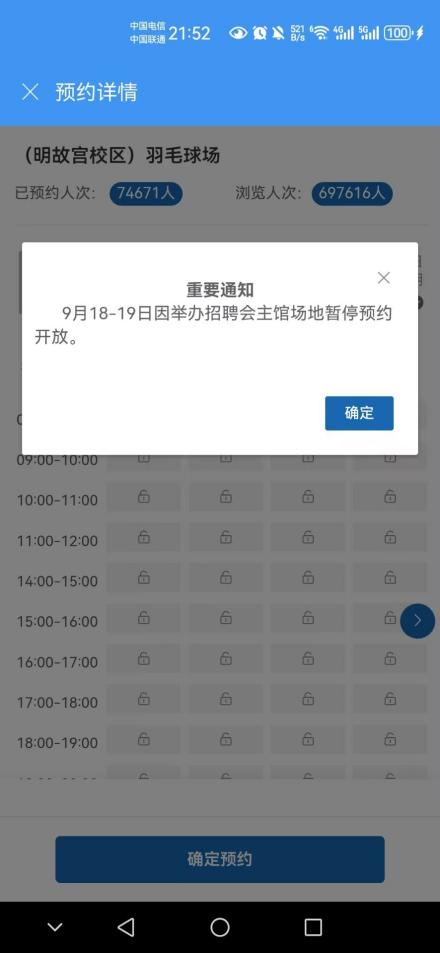 中国电信
中国联通
21:52
521
B/s
6
4G
5G
100
预约详情
（明故宫校区）羽毛球场
已预约人次： 74671人 浏览人次： 697616人
重要通知
9月18-19日因举办招聘会主馆场地暂停预约
开放。
确定
09:00-10:00
10:00-11:00
11:00-12:00
14:00-15:00
15:00-16:00
16:00-17:00
17:00-18:00
18:00-19:00
确定预约